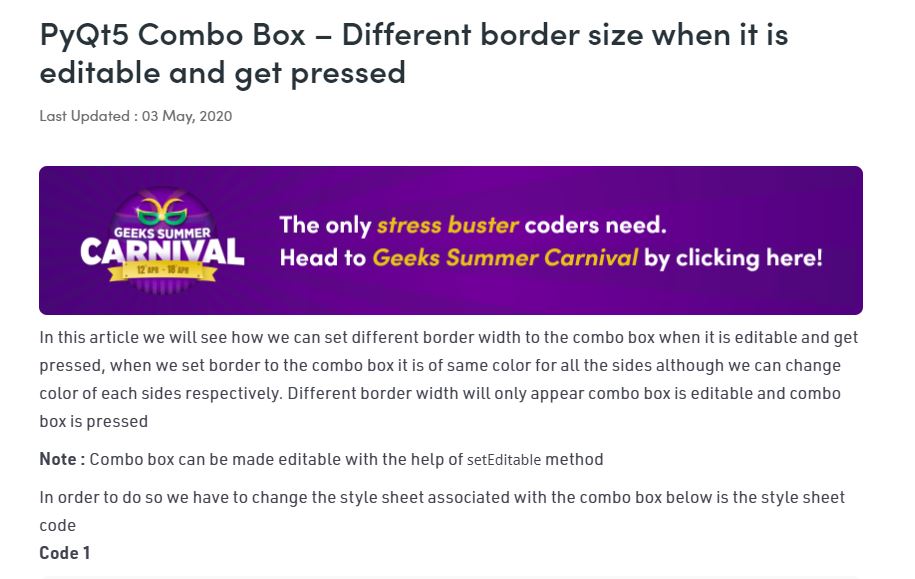 PyQt5 Combo Box – Different border size when it is
editable and get pressed
Last Updated : 03 May, 2020
GEEKS SUMMER
CARNIVAL
12 APR - 18 APR
The only stress buster coders need.
Head to Geeks Summer Carnival by clicking here!
In this article we will see how we can set different border width to the combo box when it is editable and get
pressed, when we set border to the combo box it is of same color for all the sides although we can change
color of each sides respectively. Different border width will only appear combo box is editable and combo
box is pressed
Note : Combo box can be made editable with the help of setEditable method
In order to do so we have to change the style sheet associated with the combo box below is the style sheet
code
Code 1